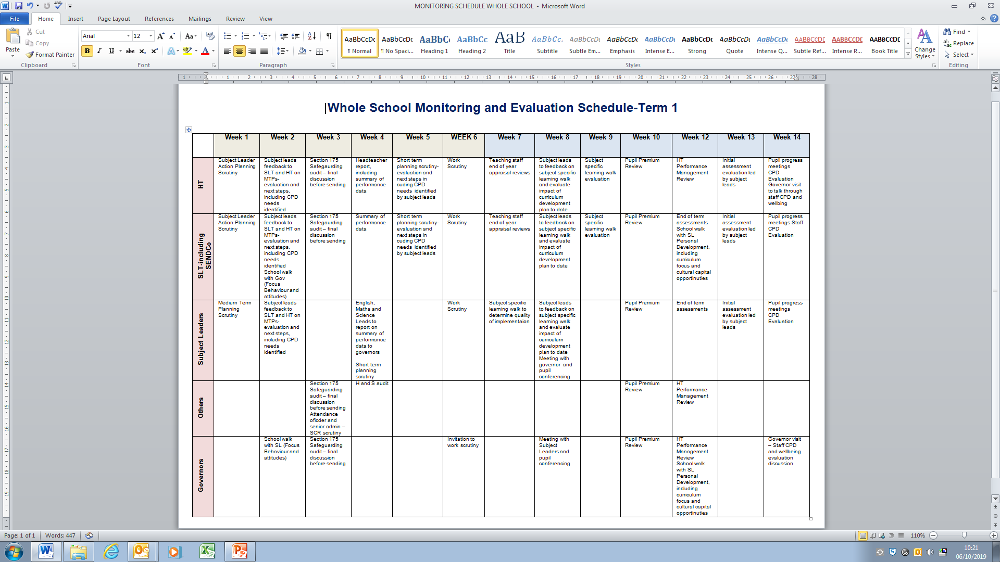 MONITORING SCHEDULE WHOLE SCHOOL - Microsoft Word
File Home Insert Page Layout References Mailings Review View
Paste
Cut
Copy
Format Painter
Clipboard
Arial 12
Font
Paragraph
AaBbCcDc AaBbCcDc AaBbCc AaBbCc AaB AaBbCc. AaBbCcDc AaBbCcDc AaBbCcDc AaBbCcDc AaBbCcDc AaBbCcDc AABBCCDE AABBCCDE AABBCCDE
¶ Normal ¶ No Spaci... Heading 1 Heading 2 Title Subtitle Subtle Em... Emphasis Intense E... Strong Quote Intense Q... Subtle Ref... Intense R... Book Title
Styles
Change
Styles
Find
Replace
Select
Editing
Whole School Monitoring and Evaluation Schedule-Term 1
Week 1 Week 2 Week 3 Week 4 Week 5 WEEK 6 Week 7 Week 8 Week 9 Week 10 Week 12 Week 13 Week 14
HT
Subject Leader
Action Planning
Scrutiny
Subject leads
feedback to
SLT and HT on
MTPs-
evaluation and
next steps,
including CPD
needs
identified
Section 175
Safegaurding
audit – final
discussion
before sending
Headteacher
report,
including
summary of
performance
data
Short term
planning scrutiny-
evaluation and
next steps in
cuding CPD
needs identified
by subject leads
Work
Scrutiny
Teaching staff
end of year
appraisal reviews
Subject leads
to feedback on
subject specific
learning walk
and evaluate
impact of
curriculum
development
plan to date
Subject
specific
learning walk
evaluation
Pupil Premium
Review
HT
Performance
Management
Review
Initial
assessment
evaluation led
by subject
leads
Pupil progress
meetings
CPD
Evaluation
Governor visit
to talk through
staff CPD and
wellbing
SLT-including
SENDCo
Subject Leader
Action Planning
Scrutiny
Subject leads
feedback to
SLT and HT on
MTPs-
evaluation and
next steps,
including CPD
needs
identified
School walk
with Gov
(Focus
Behaviour and
attitudes)
Section 175
Safegaurding
audit – final
discussion
before sending
Summary of
performance
data
Short term
planning scrutiny-
evaluation and
next steps in
cuding CPD
needs identified
by subject leads
Work
Scrutiny
Teaching staff
end of year
appraisal reviews
Subject leads
to feedback on
subject specific
learning walk
and evaluate
impact of
curriculum
development
plan to date
Subject
specific
learning walk
evaluation
Pupil Premium
Review
End of term
assessments
School walk
with SL
Personal
Development,
including
curriculum
focus and
cultural capital
opportinuties
Initial
assessment
evaluation led
by subject
leads
Pupil progress
meetings Staff
CPD
Evaluation
Subject Leaders
Medium Term
Planning
Scrutiny
Subject leads
feedback to
SLT and HT on
MTPs-
evaluation and
next steps,
including CPD
needs
identified
English,
Maths and
Science
Leads to
report on
summary of
performance
data to
governors
Short term
planning
scrutiny
Work
Scrutiny
Subject specific
learning walk to
determine quality
of implementaion
Subject leads
to feedback on
subject specific
learning walk
and evaluate
impact of
curriculum
development
plan to date
Meeting with
governor and
pupil
conferencing
Pupil Premium
Review
End of term
assessments
Initial
assessment
evaluation led
by subject
leads
Pupil progress
meetings
CPD
Evaluation
Others
Section 175
Safeguarding
audit – final
discussion
before sending
Attendance
oficder and
senior admin –
SCR scrutiny
H and S audit
Pupil Premium
Review
HT
Performance
Management
Review
Governors
School walk
with SL (Focus
Behaviour and
attitudes)
Section 175
Safeguarding
audit – final
discussion
before sending
Invitation to
work scrutiny
Meeting with
Subject
Leaders and
pupil
conferencing
Pupil Premium
Review
HT
Performance
Management
Review
School walk
with SL
Personal
Development,
including
curriculum
focus and
cultural capital
opportinuties
Governor visit
– Staff CPD
and wellbeing
evaluation
discussion
Page: 1 of 1 Words: 447 110%
10:21
06/10/2019